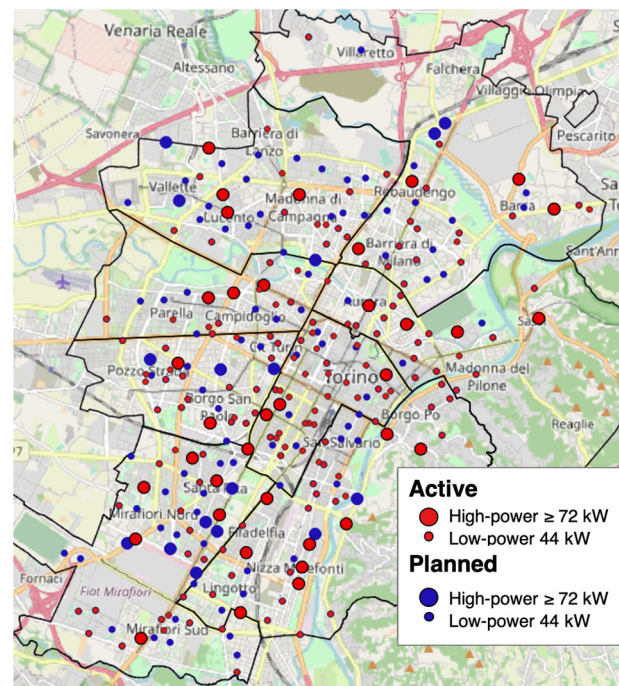 Venaria Reale
Villaretto
Altessano
Falchera
Villaggio Olimpia
Savonera
Barriera di
Lanzo
Pescarito
Vallette
Rebaudengo
Madonna di
Campagna
Lucento
Barra
Barriera di
Milano
Sant'Anna
Aurora
Parella
Campidoglio
Sassi
Cit Turin
Pozzo Strada
Torino
Madonna del
Pilone
Borgo San
Paolo
Borgo Po
Reaglie
San Salvario
Santa Rita
Mirafiori Nord
Filadelfia
Nizza Millefonti
Fornaci
Fiat Mirafiori
Lingotto
Mirafiori Sud
Active
High-power ≥ 72 kW
Low-power 44 kW
Planned
High-power ≥ 72 kW
Low-power 44 kW